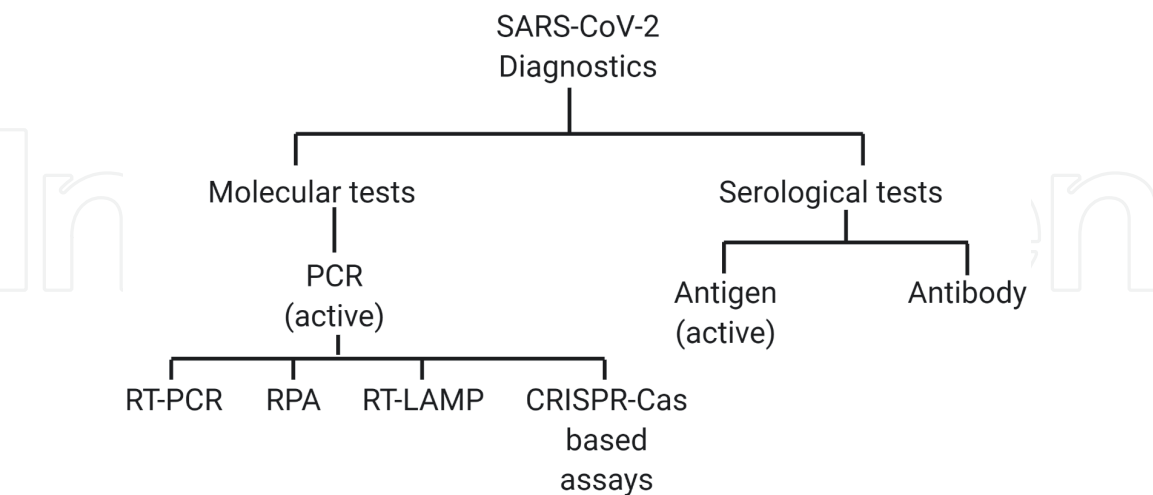 SARS-CoV-2
Diagnostics
Molecular tests
Serological tests
PCR
(active)
Antigen
(active)
Antibody
RT-PCR
RPA
RT-LAMP
CRISPR-Cas
based
assays